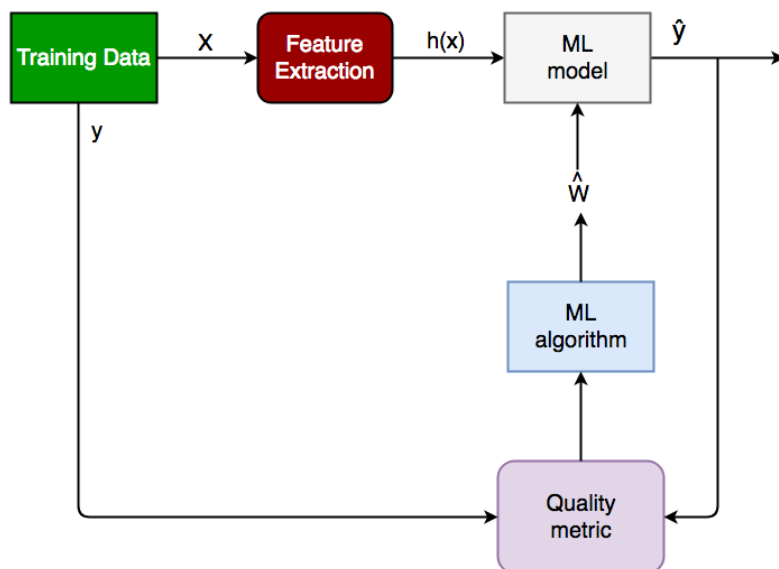 Training Data
X
Feature
Extraction
h(x)
ML
model
ŷ
y
Ŵ
ML
algorithm
Quality
metric